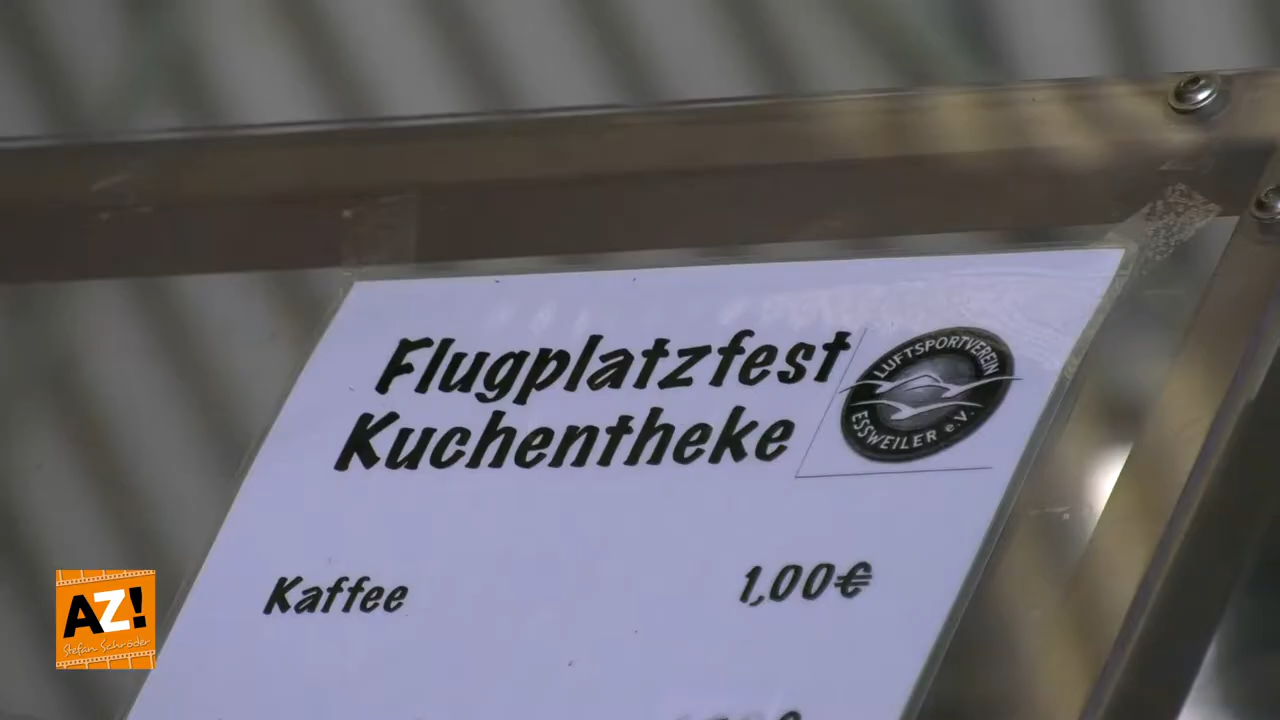 Flugplatzfest
Kuchentheke
LUFTSPORTVEREIN
ESSWEILER e.V.
Kaffee 1,00€
AZ!
Stefan Schröder